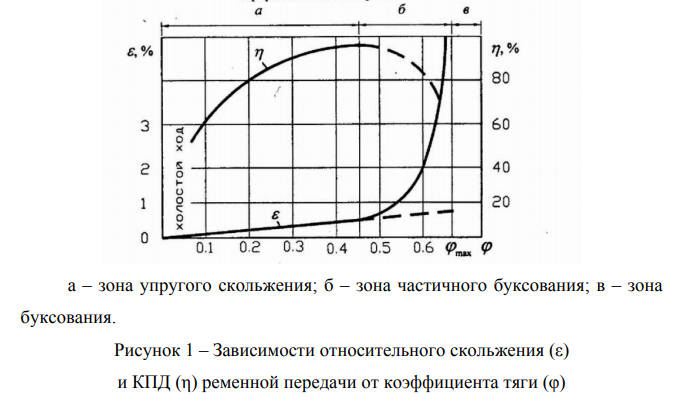 а б в
ε, % η η, %
80
3 60
2 40
1 20
ε
холостой ход
0 0.1 0.2 0.3 0.4 0.5 0.6 φmax φ
а – зона упругого скольжения; б – зона частичного буксования; в – зона
буксования.
Рисунок 1 – Зависимости относительного скольжения (ε)
и КПД (η) ременной передачи от коэффициента тяги (φ)